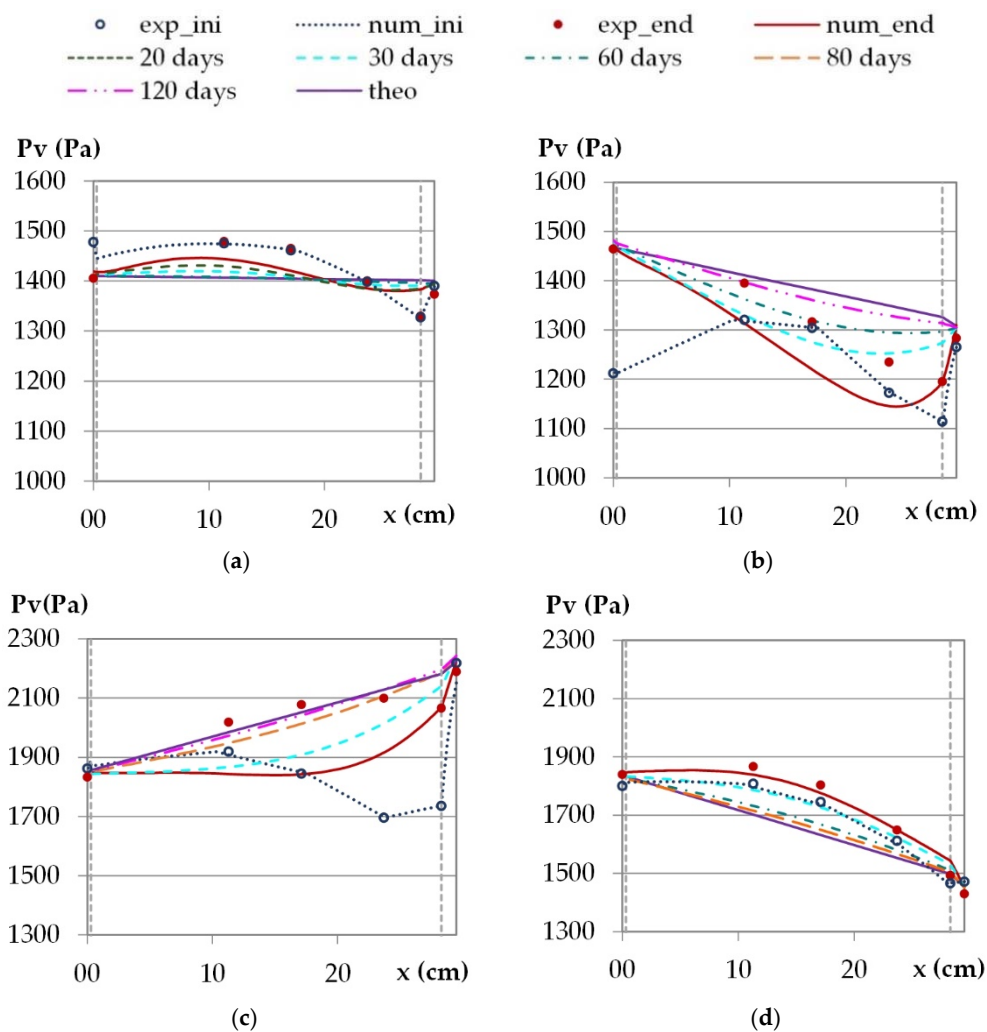 exp_ini num_ini exp_end num_end
20 days 30 days 60 days 80 days
120 days theo
Pv (Pa) Pv (Pa)
1600 1600
1500 1500
1400 1400
1300 1300
1200 1200
1100 1100
1000 1000
00 10 20 x (cm) 00 10 20 x (cm)
(a) (b)
Pv(Pa) Pv (Pa)
2300 2300
2100 2100
1900 1900
1700 1700
1500 1500
1300 1300
00 10 20 x (cm) 00 10 20 x (cm)
(c) (d)